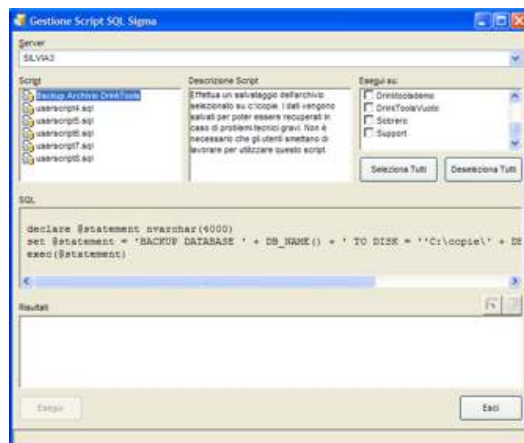 Gestione Script SQL Sigma
Server
SILVIA3
Script
Descrizione Script
Esegui su:
Backup Archivio DrinkTools
userscript4.sql
userscript5.sql
userscript6.sql
userscript7.sql
userscript8.sql
Effettua un salvataggio dell'archivio
selezionato su c:\copie. I dati vengono
salvati per poter essere recuperati in
caso di problemi tecnici gravi. Non è
necessario che gli utenti smettano di
lavorare per utilizzare questo script.
Drinktoolsdemo
DrinkToolsVuoto
Sotrero
Support
Seleziona Tutti
Deseleziona Tutti
SQL
declare @statement nvarchar(4000)
set @statement = 'BACKUP DATABASE ' + DB_NAME() + ' TO DISK = ''C:\copie\' + DB
exec(@statement)
Risultati
Esegui
Esci